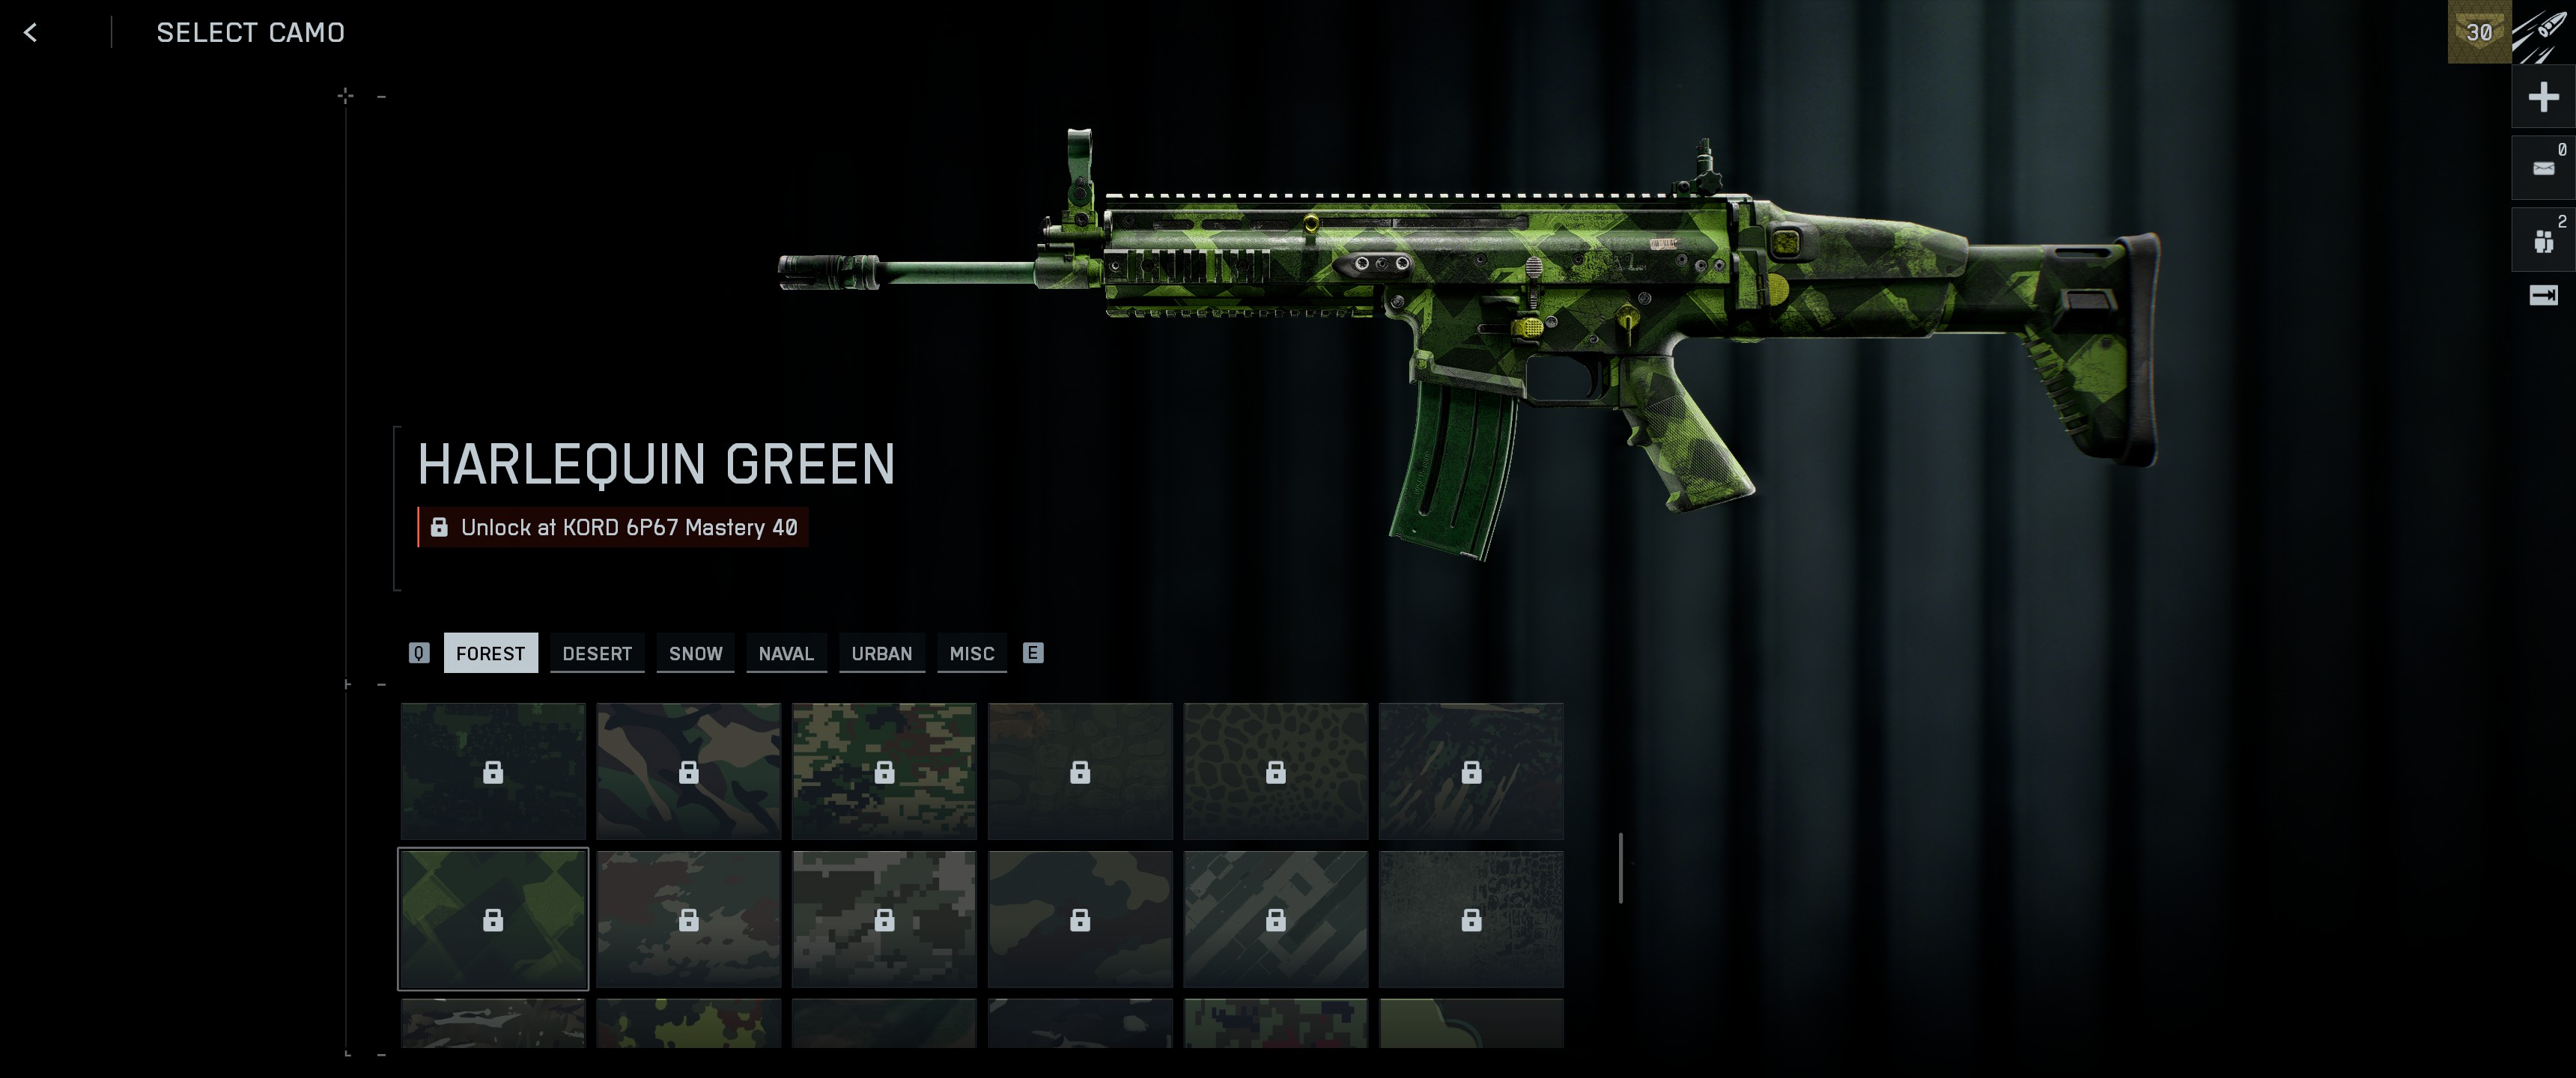 SELECT CAMO
30
0
2
HARLEQUIN GREEN
Unlock at KORD 6P67 Mastery 40
Q FOREST DESERT SNOW NAVAL URBAN MISC E